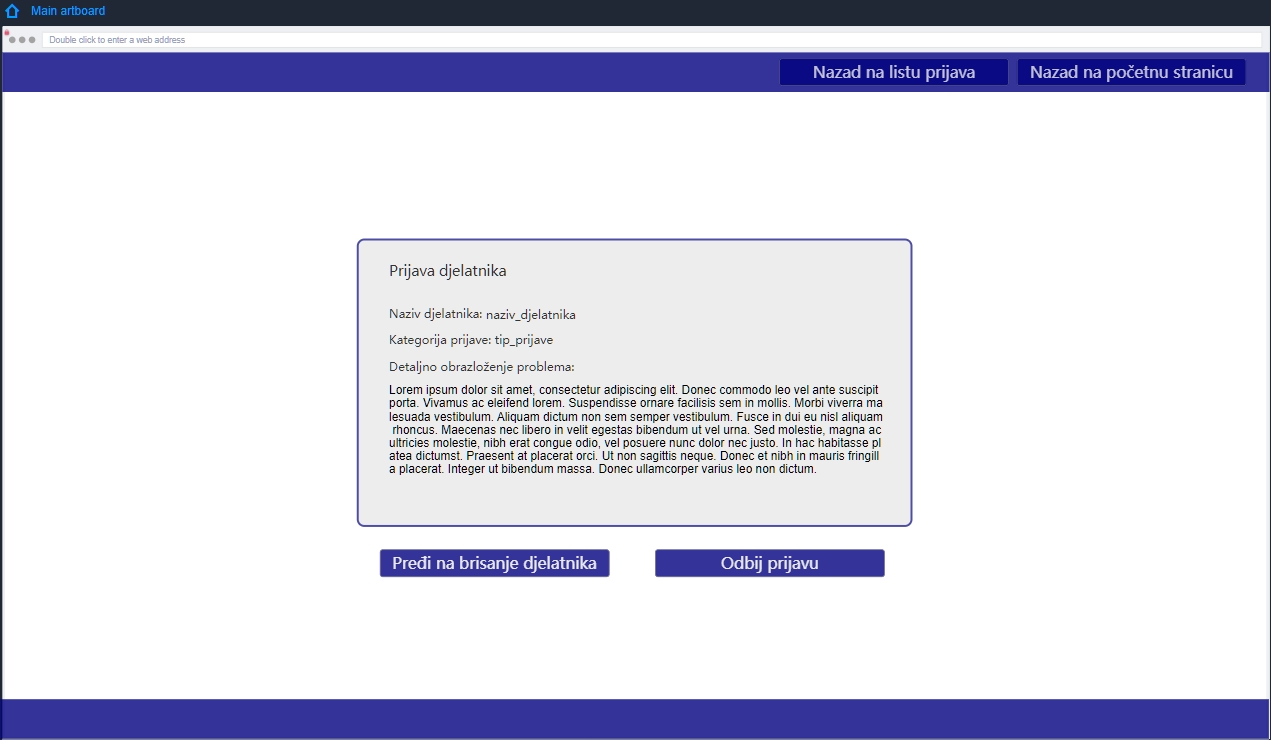 Main artboard
Double click to enter a web address
Nazad na listu prijava
Nazad na početnu stranicu
Prijava djelatnika
Naziv djelatnika: naziv_djelatnika
Kategorija prijave: tip_prijave
Detaljno obrazloženje problema:
Lorem ipsum dolor sit amet, consectetur adipiscing elit. Donec commodo leo vel ante suscipit
porta. Vivamus ac eleifend lorem. Suspendisse ornare facilisis sem in mollis. Morbi viverra ma
lesuada vestibulum. Aliquam dictum non sem semper vestibulum. Fusce in dui eu nisl aliquam
rhoncus. Maecenas nec libero in velit egestas bibendum ut vel urna. Sed molestie, magna ac
ultricies molestie, nibh erat congue odio, vel posuere nunc dolor nec justo. In hac habitasse pl
atea dictumst. Praesent at placerat orci. Ut non sagittis neque. Donec et nibh in mauris fringill
a placerat. Integer ut bibendum massa. Donec ullamcorper varius leo non dictum.
Pređi na brisanje djelatnika
Odbij prijavu